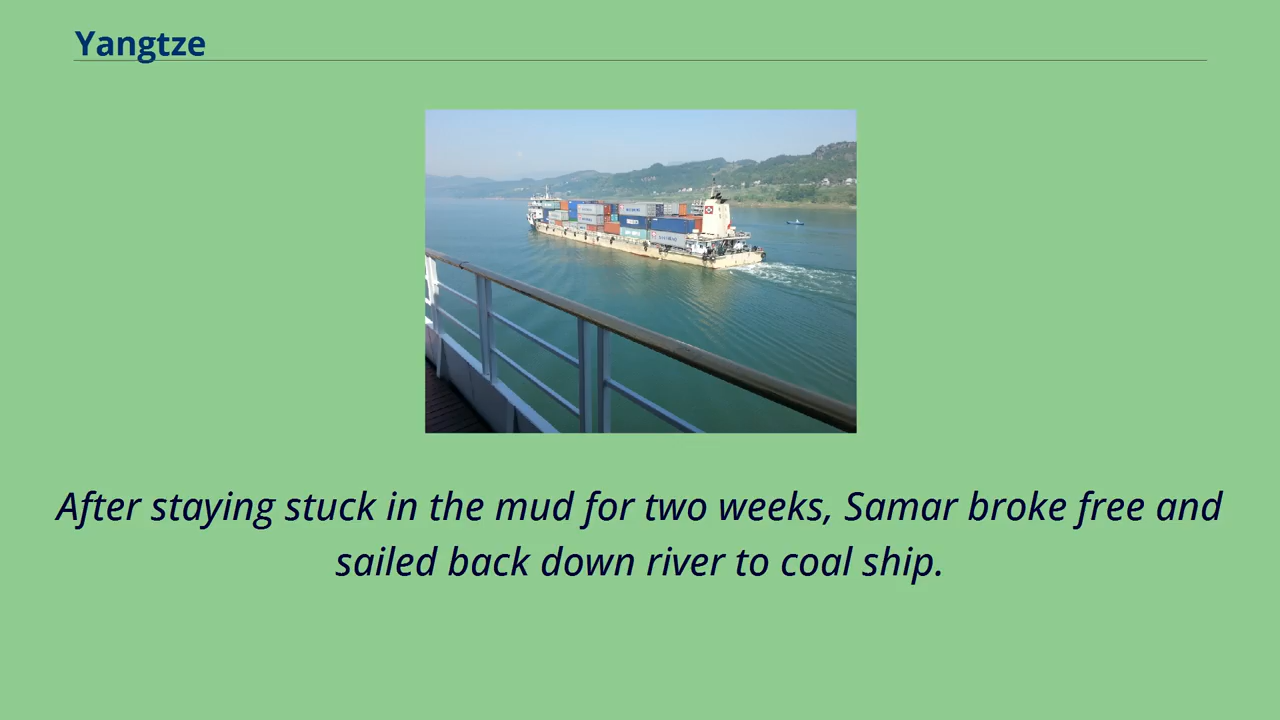 Yangtze
After staying stuck in the mud for two weeks, Samar broke free and
sailed back down river to coal ship.